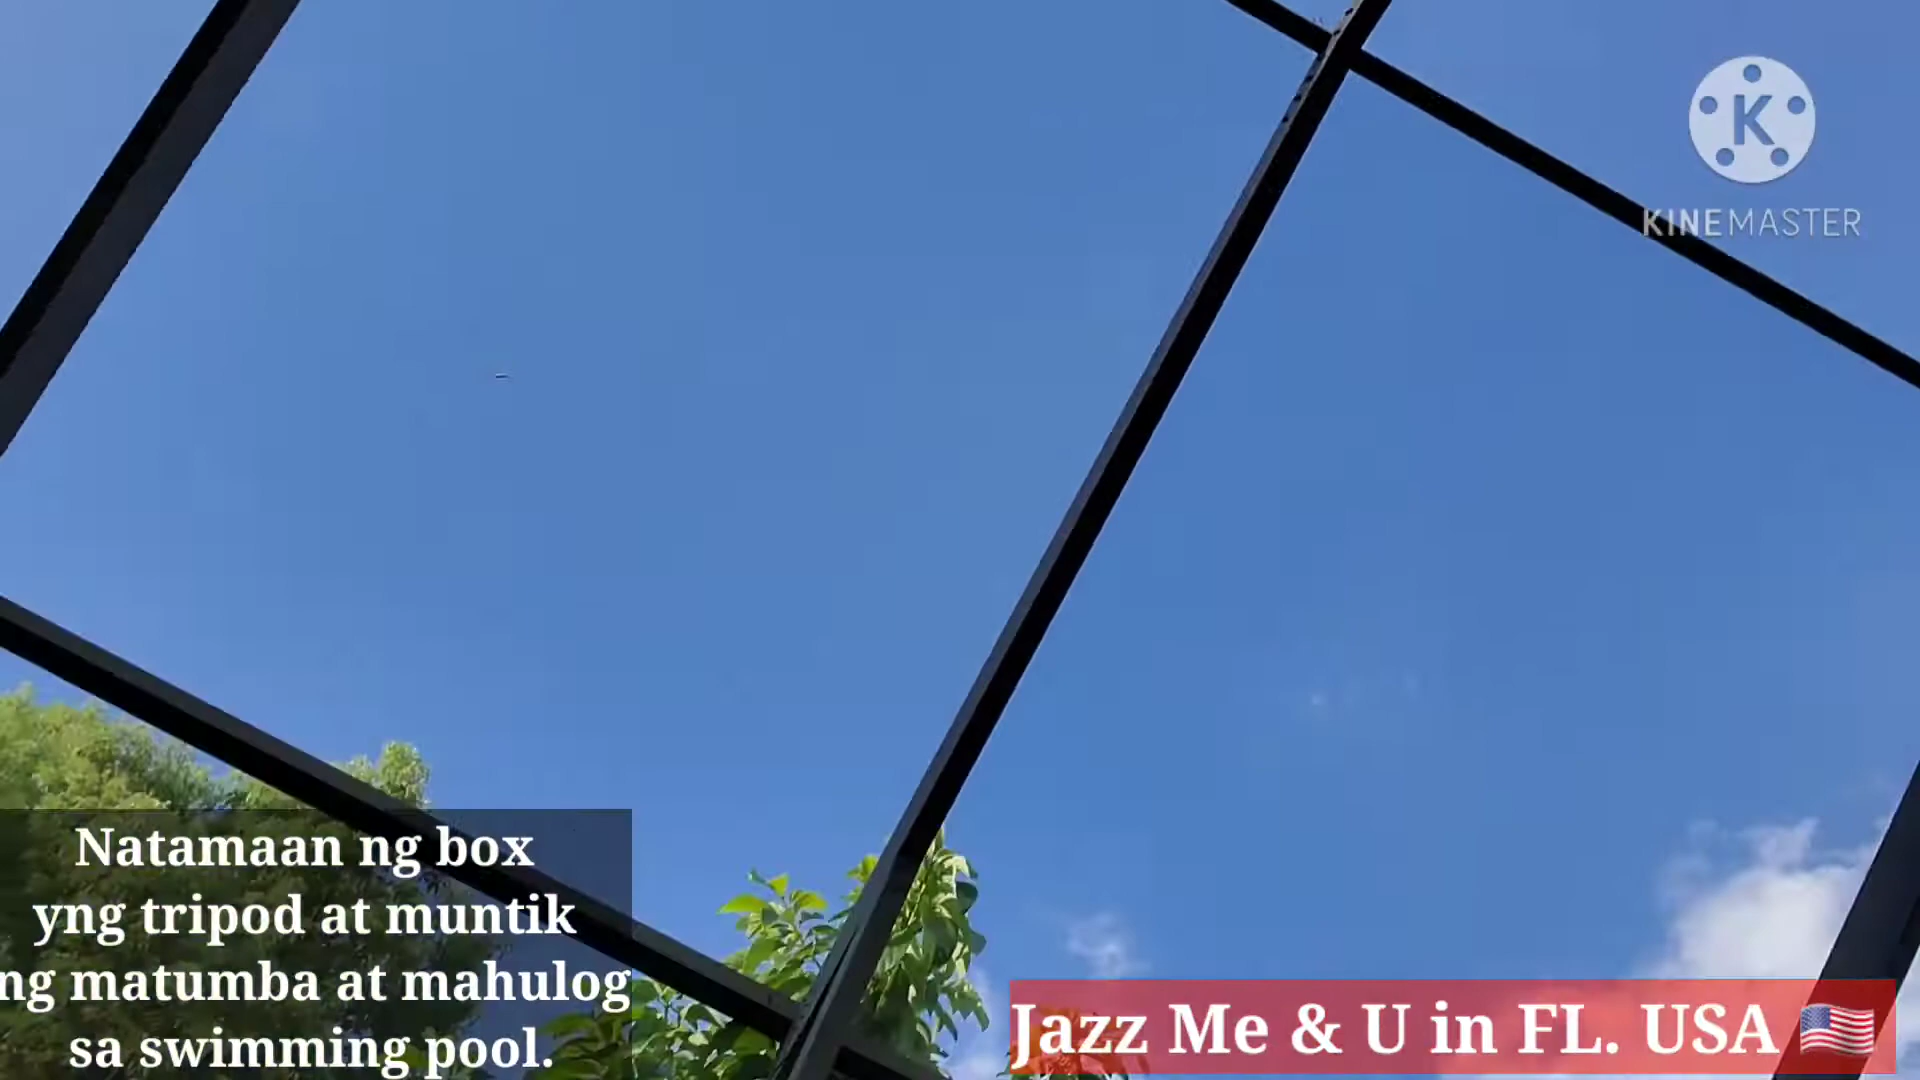 K
KINEMASTER
Natamaan ng box
yng tripod at muntik
ng matumba at mahulog
sa swimming pool.
Jazz Me & U in FL. USA 🇺🇸